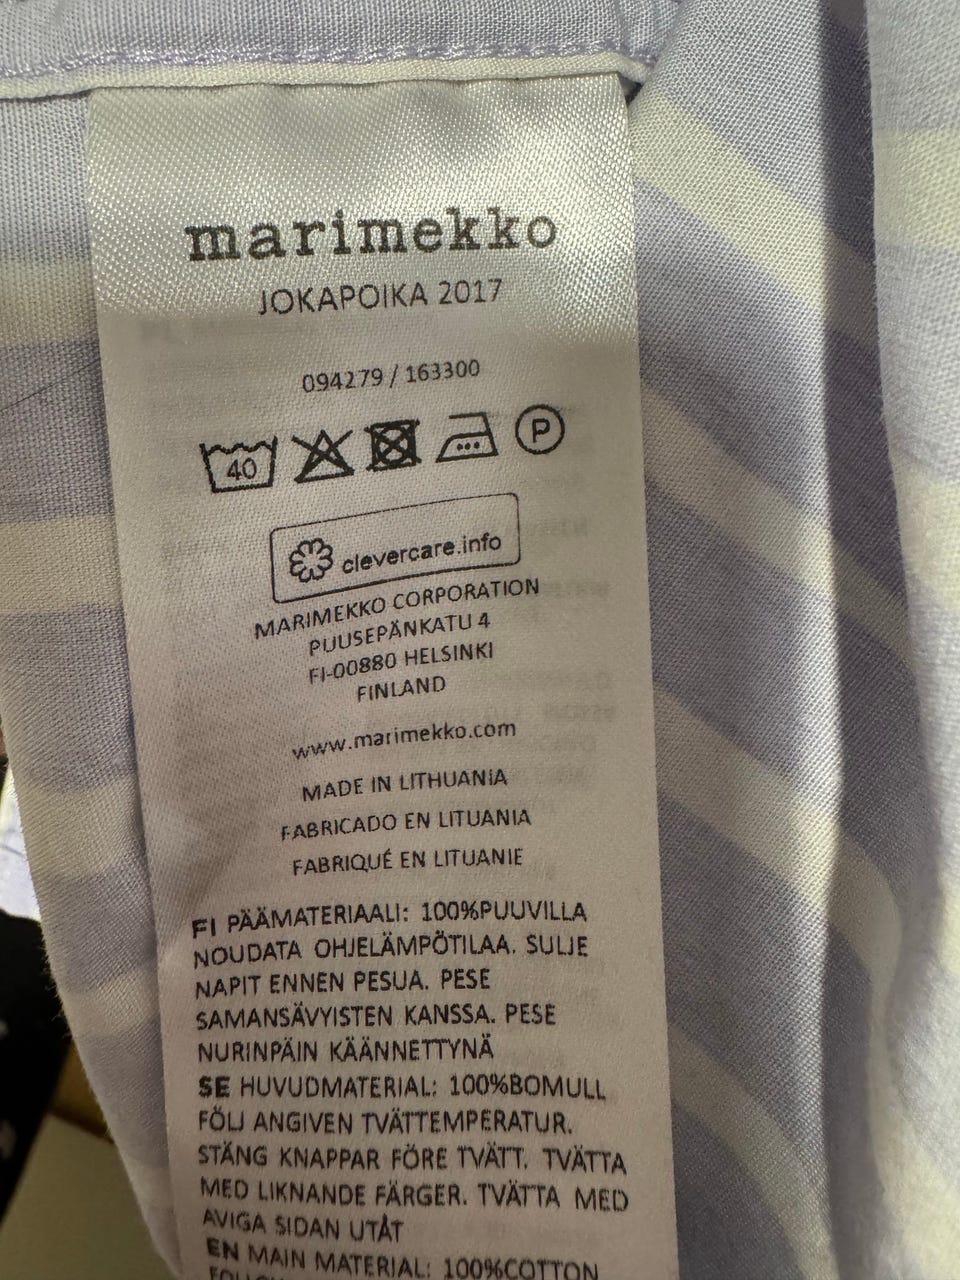 marimekko
JOKAPOIKA 2017
094279 / 163300
40 P
clevercare.info
MARIMEKKO CORPORATION
PUUSEPÄNKATU 4
FI-00880 HELSINKI
FINLAND
www.marimekko.com
MADE IN LITHUANIA
FABRICADO EN LITUANIA
FABRIQUÉ EN LITUANIE
FI PÄÄMATERIAALI: 100%PUUVILLA
NOUDATA OHJELÄMPÖTILAA. SULJE
NAPIT ENNEN PESUA. PESE
SAMANSÄVYISTEN KANSSA. PESE
NURINPÄIN KÄÄNNETTYNÄ
SE HUVUDMATERIAL: 100%BOMULL
FÖLJ ANGIVEN TVÄTTEMPERATUR.
STÄNG KNAPPAR FÖRE TVÄTT. TVÄTTA
MED LIKNANDE FÄRGER. TVÄTTA MED
AVIGA SIDAN UTÅT
EN MAIN MATERIAL: 100%COTTON